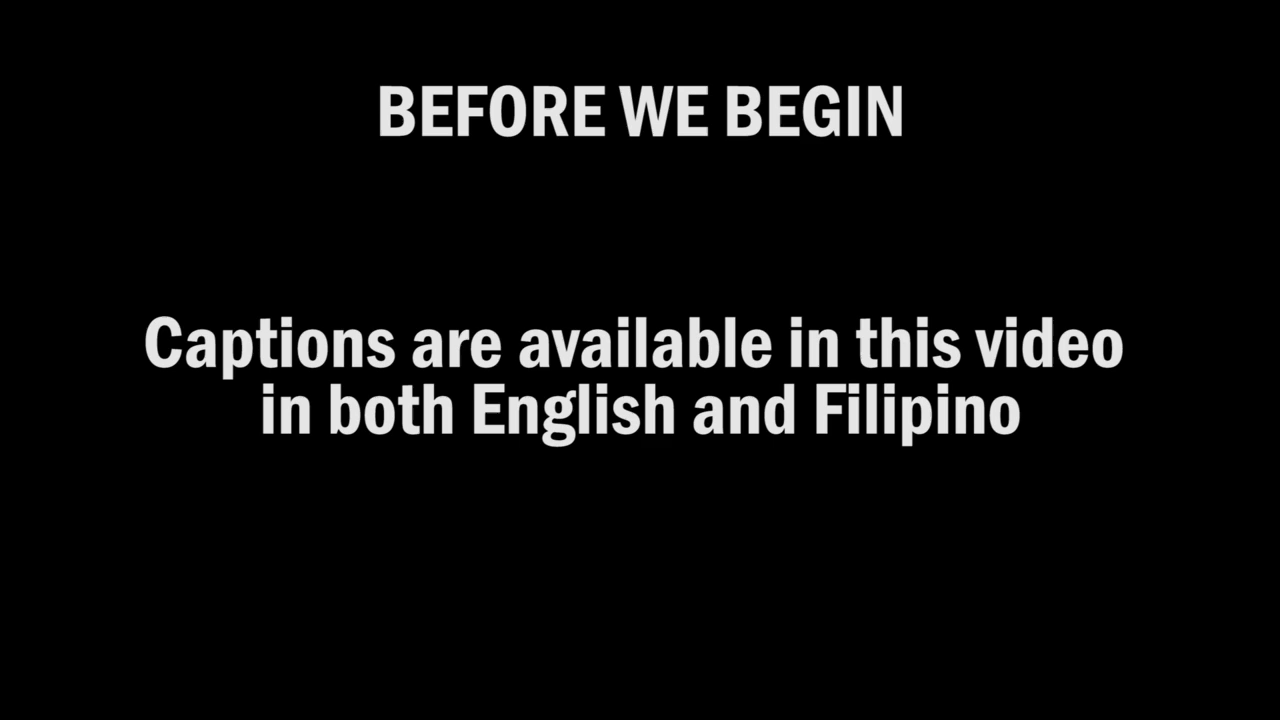 BEFORE WE BEGIN
Captions are available in this video
in both English and Filipino